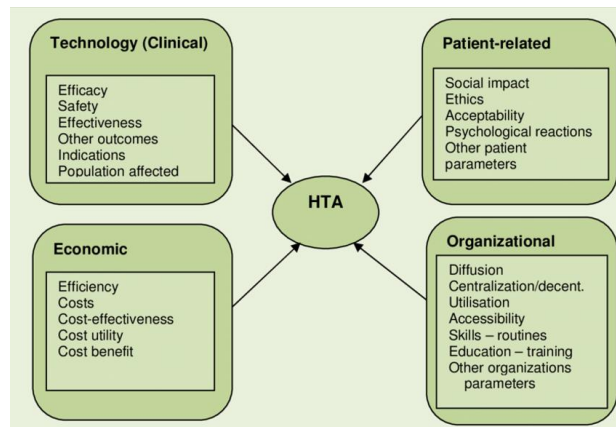 Technology (Clinical)
Efficacy
Safety
Effectiveness
Other outcomes
Indications
Population affected
Patient-related
Social impact
Ethics
Acceptability
Psychological reactions
Other patient
parameters
HTA
Economic
Efficiency
Costs
Cost-effectiveness
Cost utility
Cost benefit
Organizational
Diffusion
Centralization/decent.
Utilisation
Accessibility
Skills – routines
Education – training
Other organizations
parameters